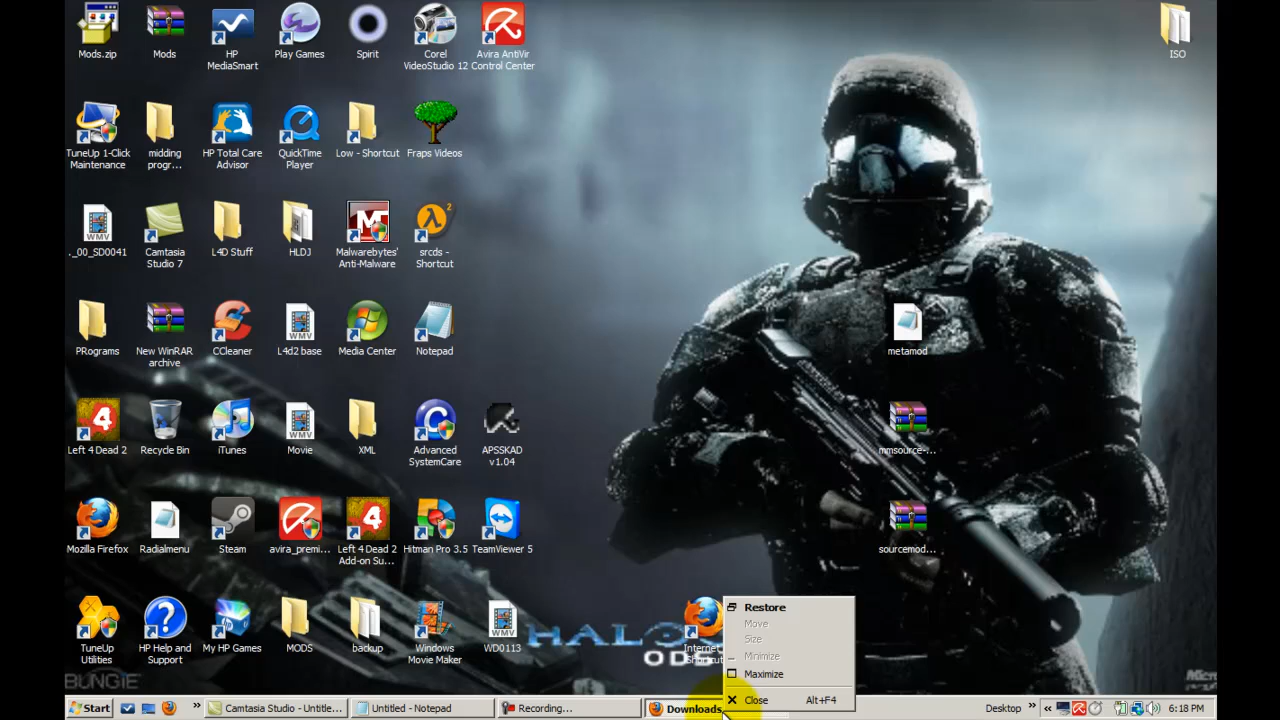 Mods.zip
Mods
HP
MediaSmart
Play Games
Spirit
Corel
VideoStudio 12
Avira AntiVir
Control Center
ISO
TuneUp 1-Click
Maintenance
midding
progr...
HP Total Care
Advisor
QuickTime
Player
Low - Shortcut
Fraps Videos
WMV
._00_SD0041
Camtasia
Studio 7
L4D Stuff
HLDJ
Malwarebytes'
Anti-Malware
srcds -
Shortcut
PRograms
New WinRAR
archive
CCleaner
WMV
L4d2 base
Media Center
Notepad
metamod
Left 4 Dead 2
Recycle Bin
iTunes
WMV
Movie
XML
Advanced
SystemCare
APSSKAD
v1.04
mmsource-...
Mozilla Firefox
Radialmenu
Steam
avira_premi...
Left 4 Dead 2
Add-on Su...
Hitman Pro 3.5
TeamViewer 5
sourcemod...
TuneUp
Utilities
HP Help and
Support
My HP Games
MODS
backup
Windows
Movie Maker
WMV
WD0113
HALO
ODS
Internet
Shortcut
Restore
Move
Size
Minimize
Maximize
Close Alt+F4
BUNGIE
Start
Camtasia Studio - Untitle...
Untitled - Notepad
Recording...
Downloads
Desktop
6:18 PM